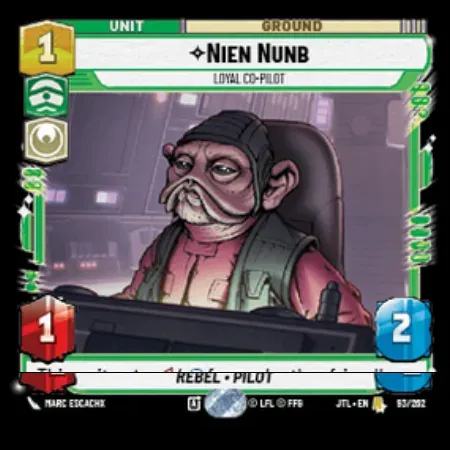 UNIT GROUND
1
NIEN NUNB
LOYAL CO-PILOT
1
2
REBEL • PILOT
MARC ESCACHX A © LFL © FFG JTL • EN 93/262